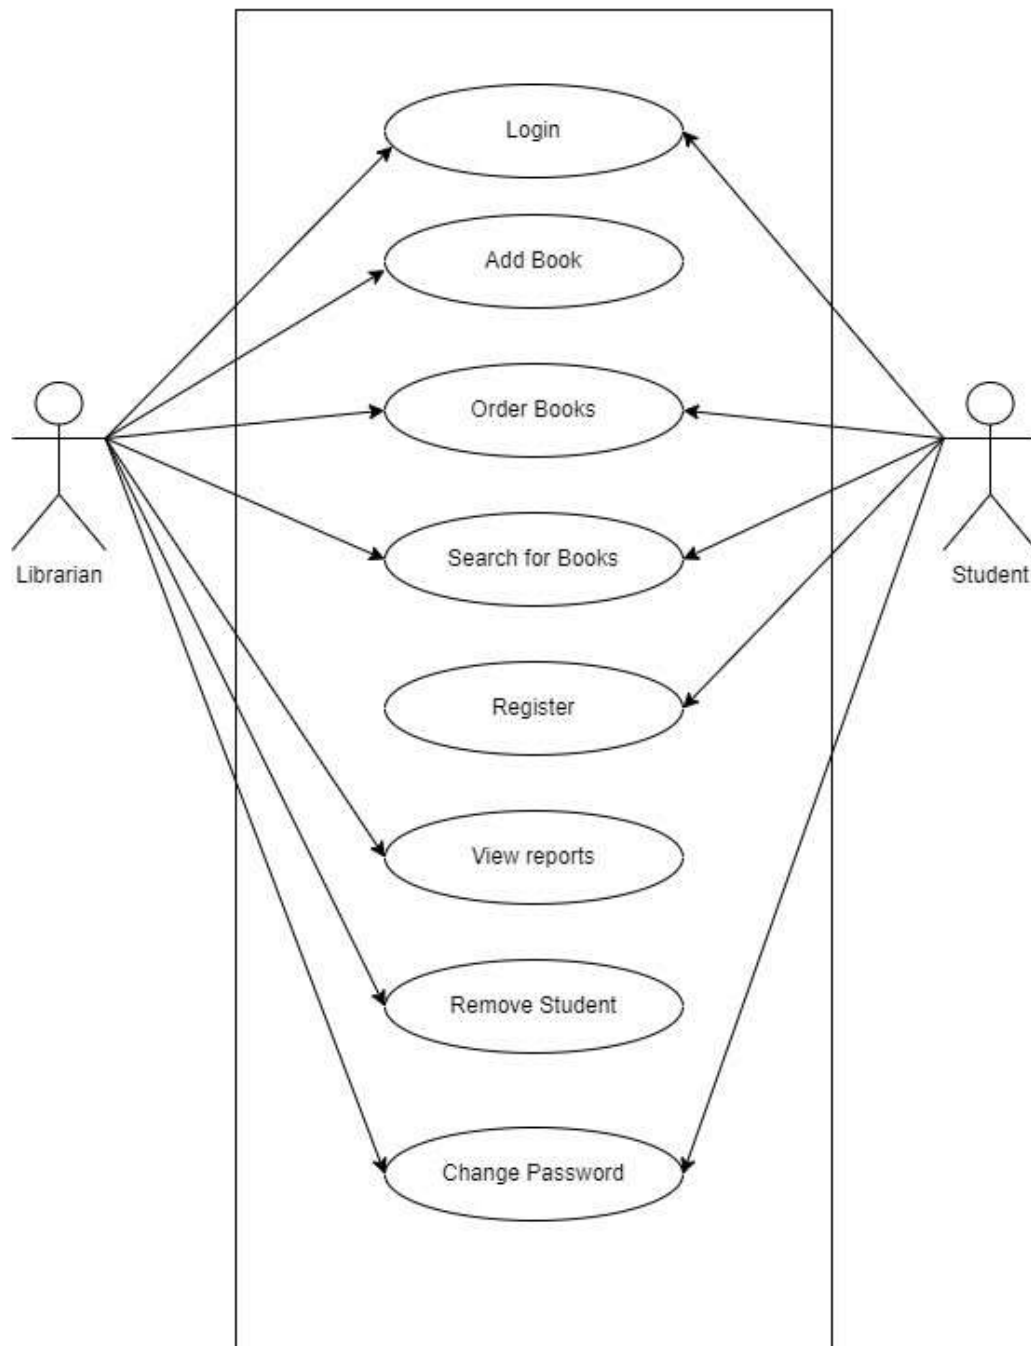 Login
Add Book
Order Books
Search for Books
Librarian
Student
Register
View reports
Remove Student
Change Password